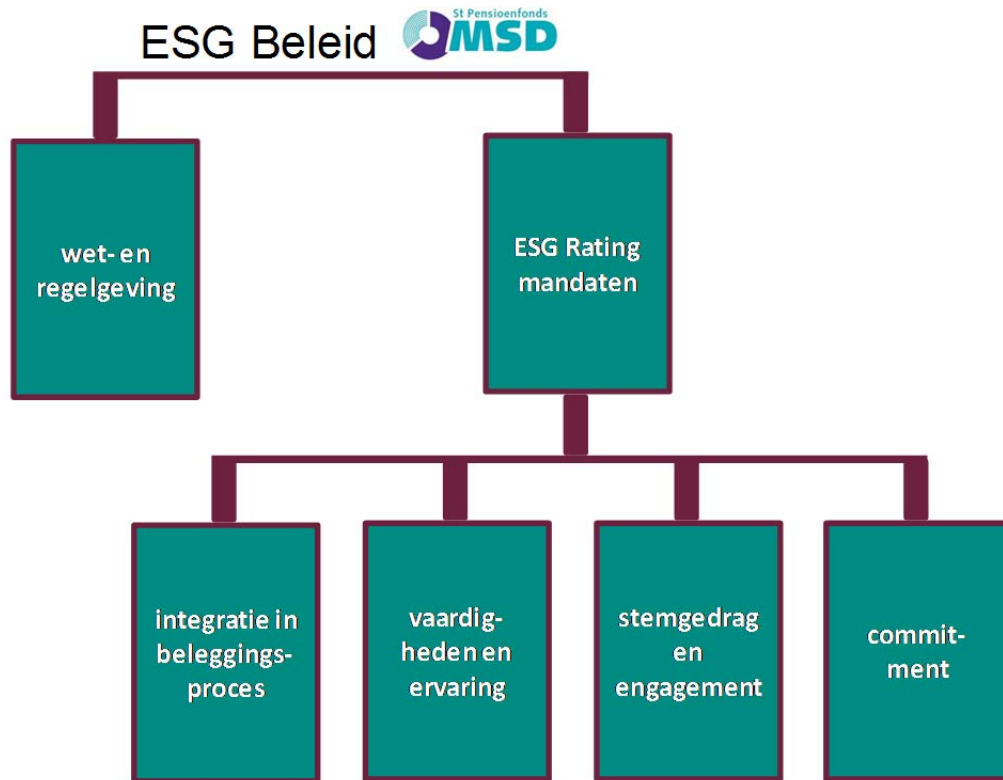 ESG Beleid
St Pensioenfonds
MSD
wet- en
regelgeving
ESG Rating
mandaten
integratie in
beleggings-
proces
vaardig-
heden en
ervaring
stemgedrag
en
engagement
commit-
ment